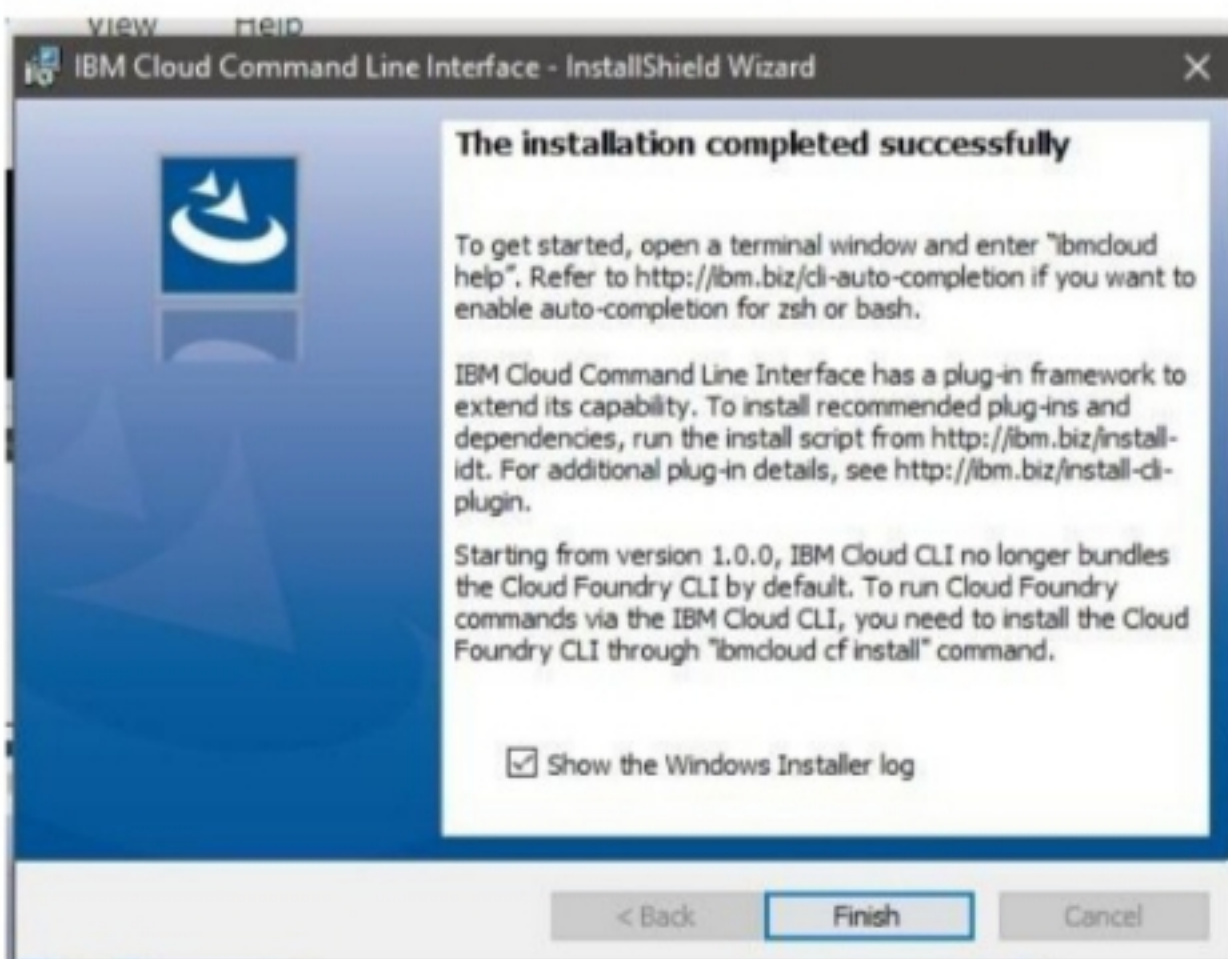 View Help
IBM Cloud Command Line Interface - InstallShield Wizard
The installation completed successfully
To get started, open a terminal window and enter "ibmcloud
help". Refer to http://ibm.biz/cli-auto-completion if you want to
enable auto-completion for zsh or bash.
IBM Cloud Command Line Interface has a plug-in framework to
extend its capability. To install recommended plug-ins and
dependencies, run the install script from http://ibm.biz/install-
idt. For additional plug-in details, see http://ibm.biz/install-cli-
plugin.
Starting from version 1.0.0, IBM Cloud CLI no longer bundles
the Cloud Foundry CLI by default. To run Cloud Foundry
commands via the IBM Cloud CLI, you need to install the Cloud
Foundry CLI through "ibmcloud cf install" command.
Show the Windows Installer log
< Back Finish Cancel